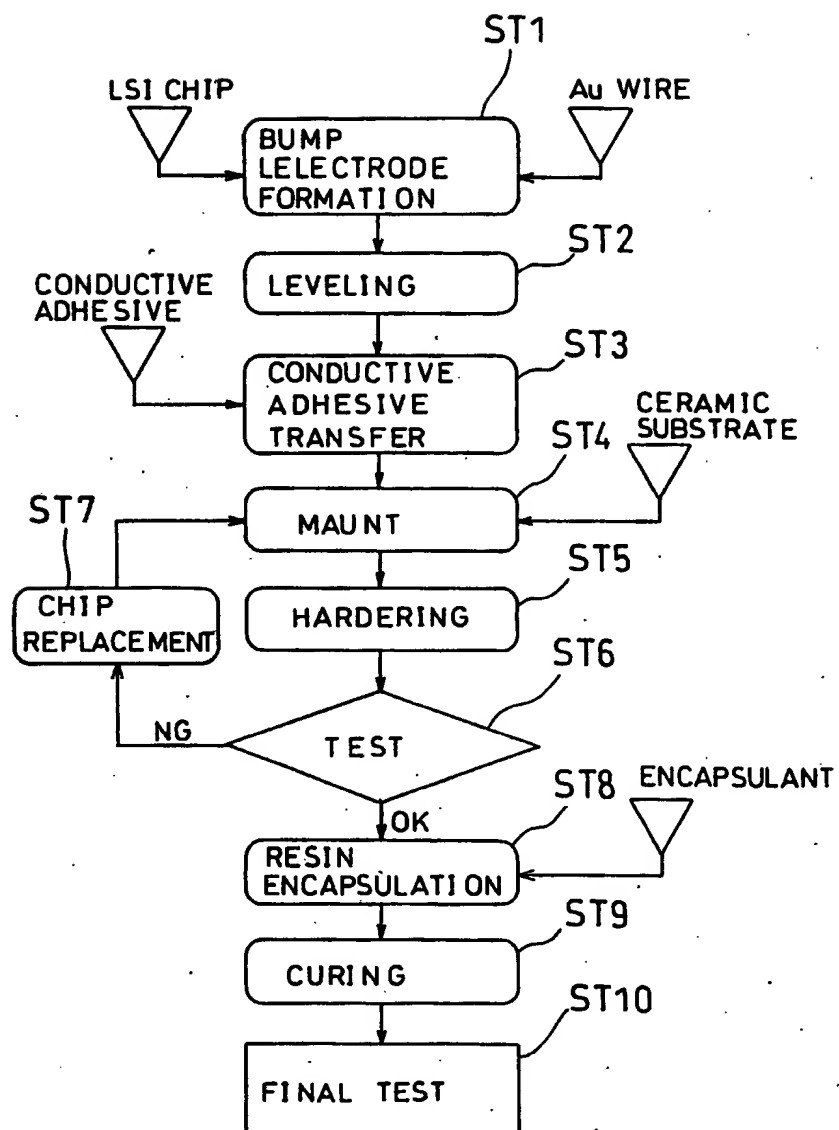 ST1
LSI CHIP
Au WIRE
BUMP
LELECTRODE
FORMATION
ST2
LEVELING
CONDUCTIVE
ADHESIVE
ST3
CONDUCTIVE
ADHESIVE
TRANSFER
CERAMIC
SUBSTRATE
ST4
MAUNT
ST7
CHIP
REPLACEMENT
ST5
HARDERING
ST6
TEST
NG
OK
ENCAPSULANT
ST8
RESIN
ENCAPSULATION
ST9
CURING
ST10
FINAL TEST